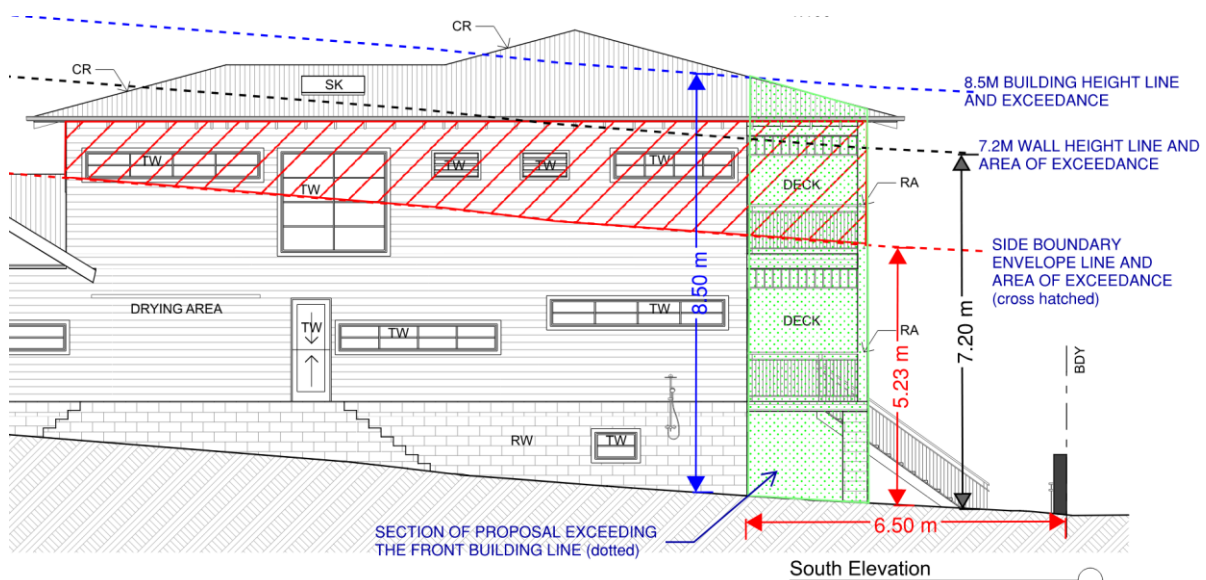 CR
CR
SK
8.5M BUILDING HEIGHT LINE
AND EXCEEDANCE
7.2M WALL HEIGHT LINE AND
AREA OF EXCEEDANCE
TW
TW
TW
TW
TW
DECK
RA
8.50 m
SIDE BOUNDARY
ENVELOPE LINE AND
AREA OF EXCEEDANCE
(cross hatched)
DRYING AREA
TW
TW
TW
DECK
RA
5.23 m
7.20 m
BDY
RW
TW
6.50 m
SECTION OF PROPOSAL EXCEEDING
THE FRONT BUILDING LINE (dotted)
South Elevation